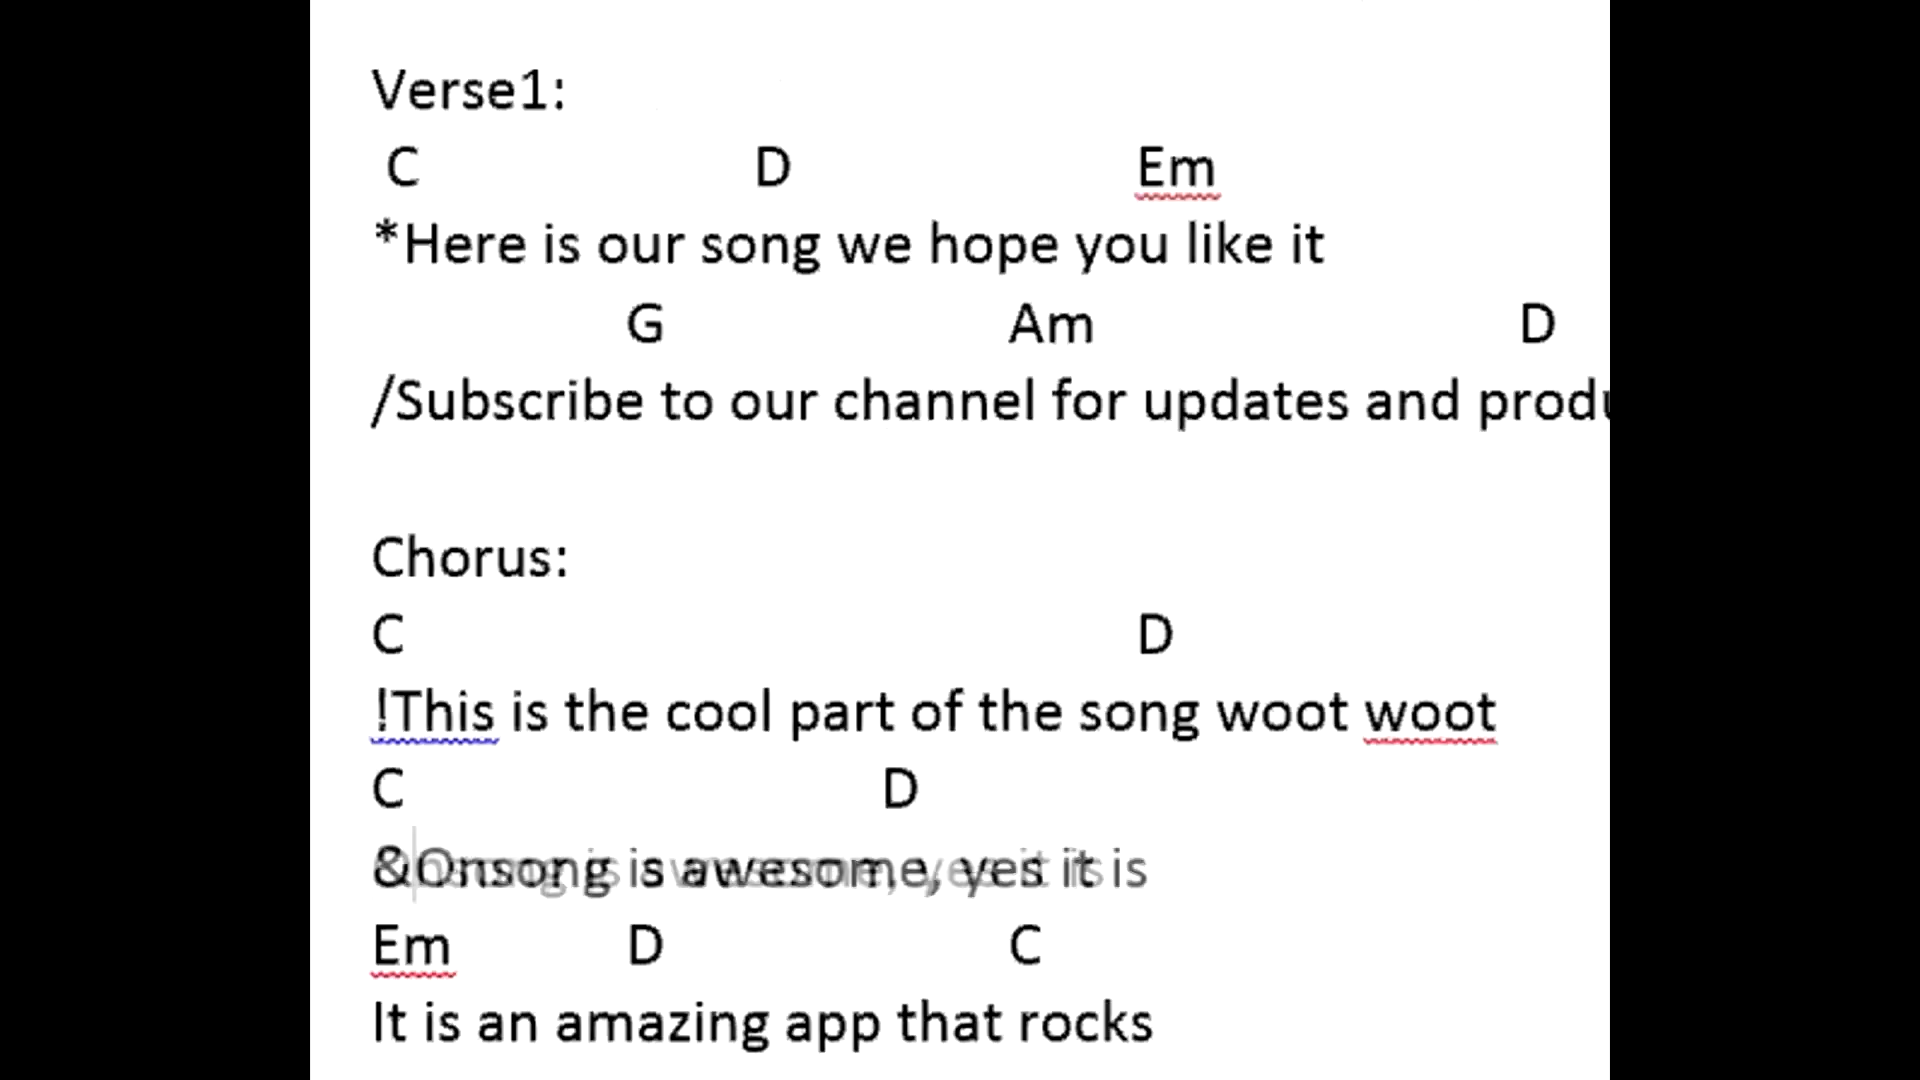 Verse1:
C D Em
*Here is our song we hope you like it
G Am D
/Subscribe to our channel for updates and produ
Chorus:
C D
!This is the cool part of the song woot woot
C D
&Onsong is awesome, yes it is
Em D C
It is an amazing app that rocks